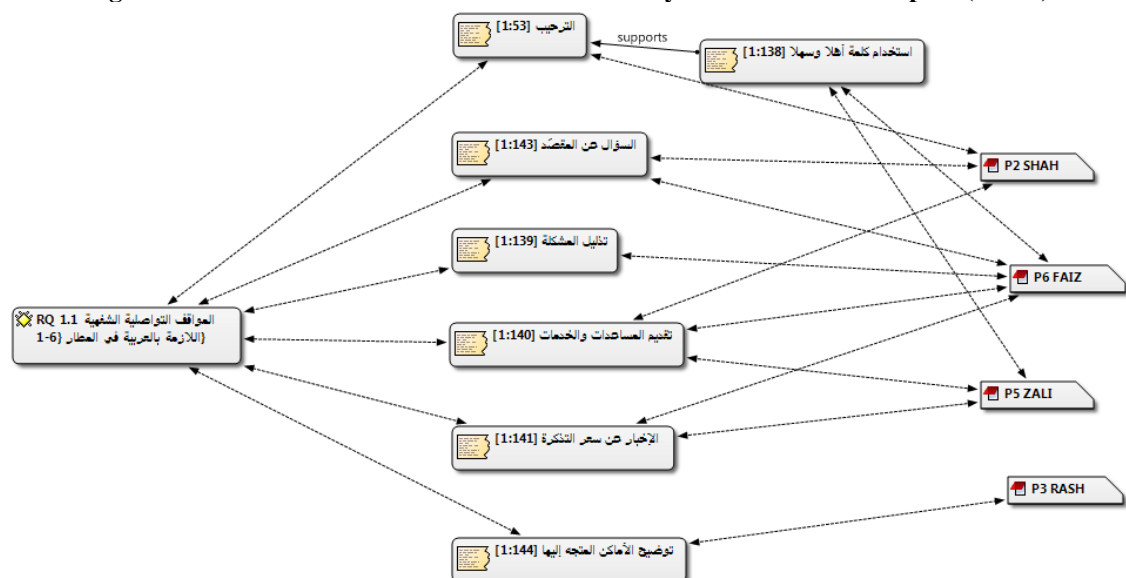 [1:53] الترحيب
supports
[1:138] استخدام كلمة أهلا وسهلا
[1:143] السؤال عن المقصّد
P2 SHAH
[1:139] تذليل المشكلة
P6 FAIZ
RQ 1.1 المواقف التواصلية الشفهية
اللازمة بالعربية في المطار {1-6}
[1:140] تقديم المساعدات والخدمات
P5 ZALI
[1:141] الإخبار عن سعر التذكرة
P3 RASH
[1:144] توضيح الأماكن المتجه إليها